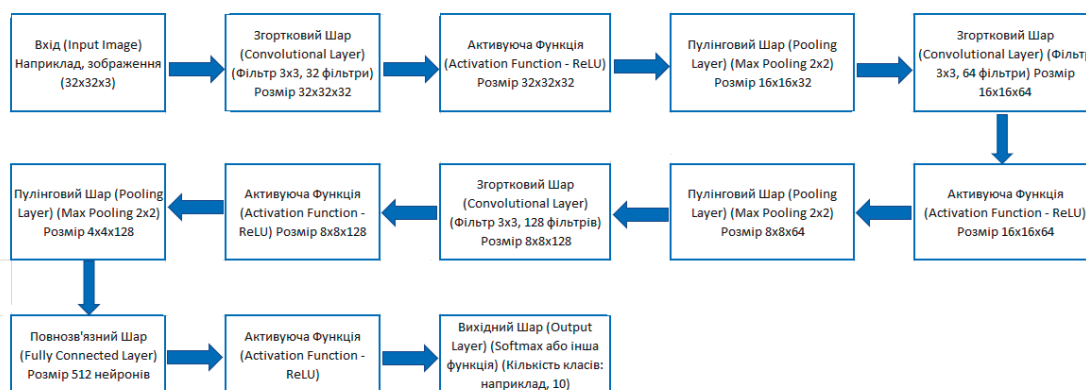 Вхід (Input Image)
Наприклад, зображення
(32x32x3)
Згортковий Шар
(Convolutional Layer)
(Фільтр 3x3, 32 фільтри)
Розмір 32x32x32
Активуюча Функція
(Activation Function - ReLU)
Розмір 32x32x32
Пулінговий Шар (Pooling
Layer) (Max Pooling 2x2)
Розмір 16x16x32
Згортковий Шар
(Convolutional Layer) (Фільтр
3x3, 64 фільтри) Розмір
16x16x64
Активуюча Функція
(Activation Function - ReLU)
Розмір 16x16x64
Пулінговий Шар (Pooling
Layer) (Max Pooling 2x2)
Розмір 8x8x64
Згортковий Шар
(Convolutional Layer)
(Фільтр 3x3, 128 фільтрів)
Розмір 8x8x128
Активуюча Функція
(Activation Function -
ReLU) Розмір 8x8x128
Пулінговий Шар (Pooling
Layer) (Max Pooling 2x2)
Розмір 4x4x128
Повнозв'язний Шар
(Fully Connected Layer)
Розмір 512 нейронів
Активуюча Функція
(Activation Function -
ReLU)
Вихідний Шар (Output
Layer) (Softmax або інша
функція) (Кількість класів:
наприклад, 10)